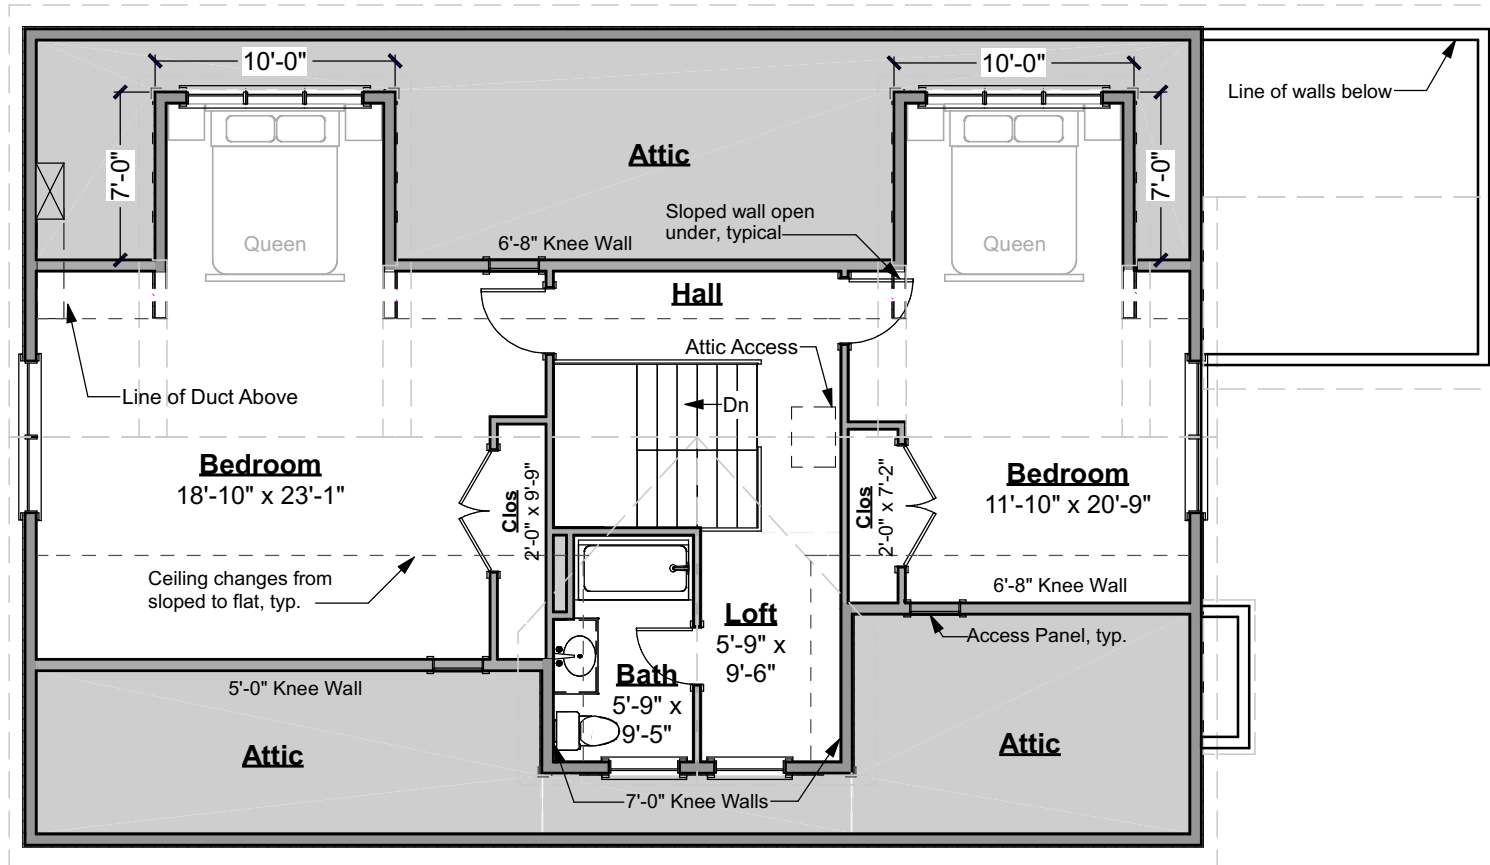 10'-0"
10'-0"
Line of walls below
7'-0"
Attic
7'-0"
Sloped wall open
under, typical
Queen
6'-8" Knee Wall
Queen
Hall
Attic Access
Line of Duct Above
Dn
Bedroom
18'-10" x 23'-1"
Clos
2'-0" x 9'-9"
Clos
2'-0" x 7'-2"
Bedroom
11'-10" x 20'-9"
Ceiling changes from
sloped to flat, typ.
6'-8" Knee Wall
Loft
5'-9" x
9'-6"
Access Panel, typ.
Bath
5'-9" x
9'-5"
5'-0" Knee Wall
Attic
Attic
7'-0" Knee Walls